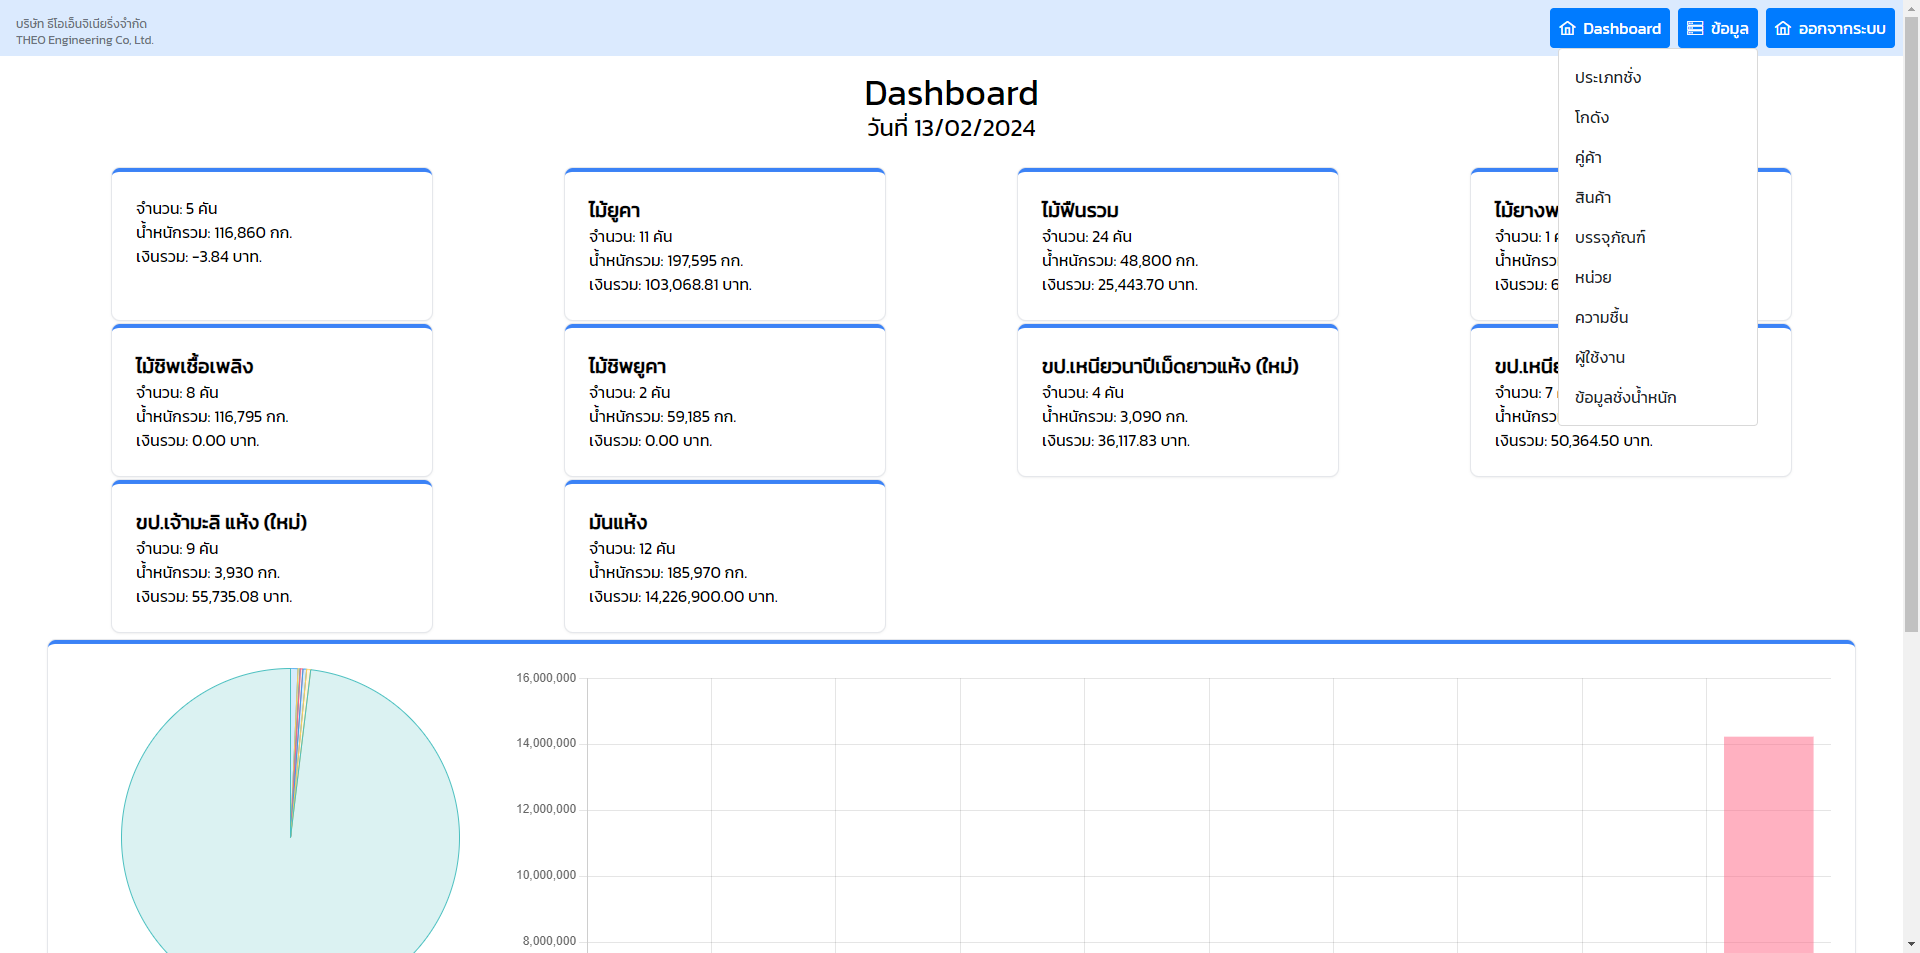 บริษัท ธีโอเอ็นจิเนียริ่งจำกัด
THEO Engineering Co, Ltd.
Dashboard
ข้อมูล
ออกจากระบบ
ประเภทชั่ง
โกดัง
คู่ค้า
สินค้า
บรรจุภัณฑ์
หน่วย
ความชื้น
ผู้ใช้งาน
ข้อมูลชั่งน้ำหนัก
Dashboard
วันที่ 13/02/2024
จำนวน: 5 คัน
น้ำหนักรวม: 116,860 กก.
เงินรวม: -3.84 บาท.
ไม้ยูคา
จำนวน: 11 คัน
น้ำหนักรวม: 197,595 กก.
เงินรวม: 103,068.81 บาท.
ไม้ฟืนรวม
จำนวน: 24 คัน
น้ำหนักรวม: 48,800 กก.
เงินรวม: 25,443.70 บาท.
ไม้ยางพ
จำนวน: 1
น้ำหนักรว
เงินรวม: 6
ไม้ชิพเชื้อเพลิง
จำนวน: 8 คัน
น้ำหนักรวม: 116,795 กก.
เงินรวม: 0.00 บาท.
ไม้ชิพยูคา
จำนวน: 2 คัน
น้ำหนักรวม: 59,185 กก.
เงินรวม: 0.00 บาท.
ขป.เหนียวนาปีเม็ดยาวแห้ง (ใหม่)
จำนวน: 4 คัน
น้ำหนักรวม: 3,090 กก.
เงินรวม: 36,117.83 บาท.
ขป.เหนีย
จำนวน: 7
น้ำหนักรว
เงินรวม: 50,364.50 บาท.
ขป.เจ้ามะลิ แห้ง (ใหม่)
จำนวน: 9 คัน
น้ำหนักรวม: 3,930 กก.
เงินรวม: 55,735.08 บาท.
มันแห้ง
จำนวน: 12 คัน
น้ำหนักรวม: 185,970 กก.
เงินรวม: 14,226,900.00 บาท.
16,000,000
14,000,000
12,000,000
10,000,000
8,000,000